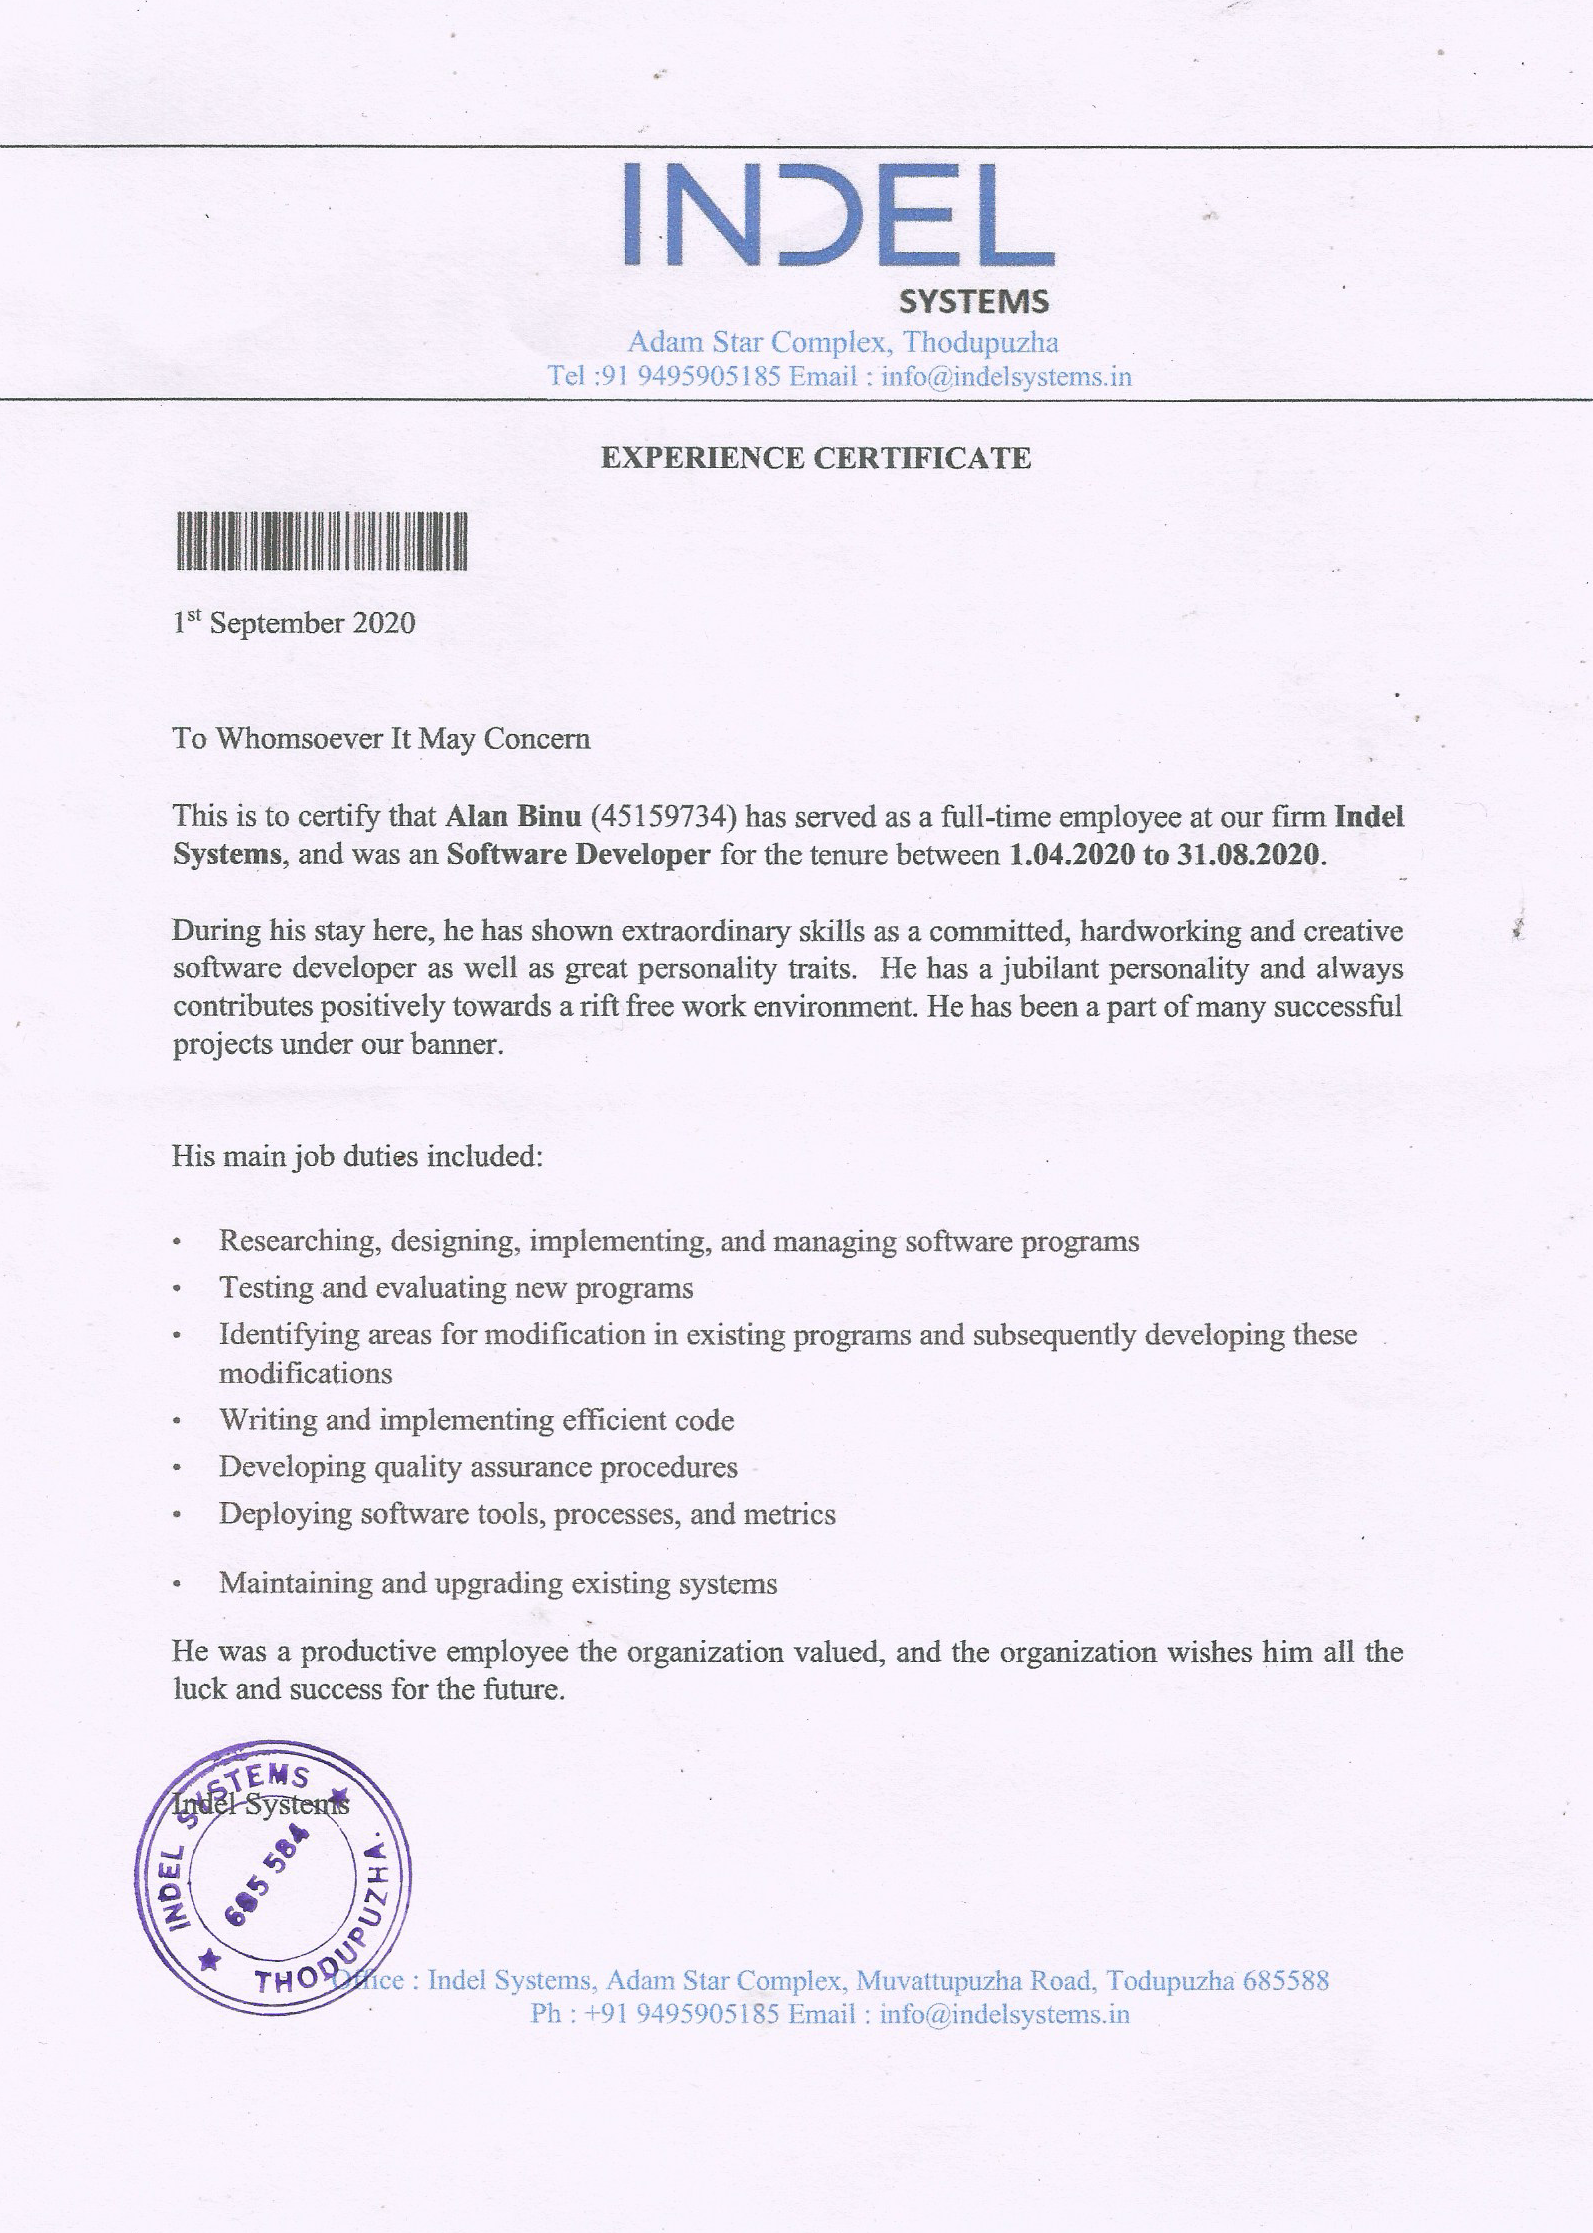 INDEL
SYSTEMS
Adam Star Complex, Thodupuzha
Tel :91 9495905185 Email : info@indelsystems.in
EXPERIENCE CERTIFICATE
1st September 2020
To Whomsoever It May Concern
This is to certify that Alan Binu (45159734) has served as a full-time employee at our firm Indel
Systems, and was an Software Developer for the tenure between 1.04.2020 to 31.08.2020.
During his stay here, he has shown extraordinary skills as a committed, hardworking and creative
software developer as well as great personality traits. He has a jubilant personality and always
contributes positively towards a rift free work environment. He has been a part of many successful
projects under our banner.
His main job duties included:
• Researching, designing, implementing, and managing software programs
• Testing and evaluating new programs
• Identifying areas for modification in existing programs and subsequently developing these
modifications
• Writing and implementing efficient code
• Developing quality assurance procedures
• Deploying software tools, processes, and metrics
• Maintaining and upgrading existing systems
He was a productive employee the organization valued, and the organization wishes him all the
luck and success for the future.
Indel Systems
INDEL SYSTEMS
685 584
THODUPUZHA.
Office : Indel Systems, Adam Star Complex, Muvattupuzha Road, Todupuzha 685588
Ph : +91 9495905185 Email : info@indelsystems.in